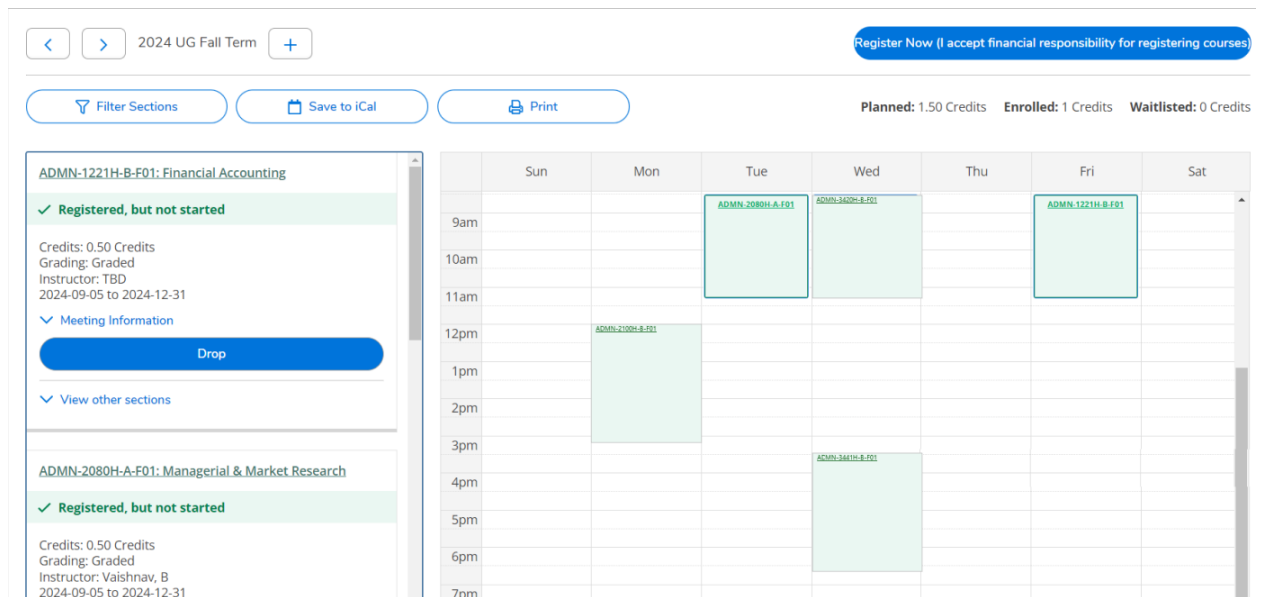 2024 UG Fall Term
Register Now (I accept financial responsibility for registering courses)
Filter Sections
Save to iCal
Print
Planned: 1.50 Credits Enrolled: 1 Credits Waitlisted: 0 Credits
ADMN-1221H-B-F01: Financial Accounting
Registered, but not started
Credits: 0.50 Credits
Grading: Graded
Instructor: TBD
2024-09-05 to 2024-12-31
Meeting Information
Drop
View other sections
ADMN-2080H-A-F01: Managerial & Market Research
Registered, but not started
Credits: 0.50 Credits
Grading: Graded
Instructor: Vaishnav, B
2024-09-05 to 2024-12-31
Sun Mon Tue Wed Thu Fri Sat
ADMN-2080H-A-F01 ADMN-3420H-B-F01 ADMN-1221H-B-F01
9am
10am
11am
ADMN-2100H-B-F01
12pm
1pm
2pm
3pm
ADMN-3441H-B-F01
4pm
5pm
6pm
7pm